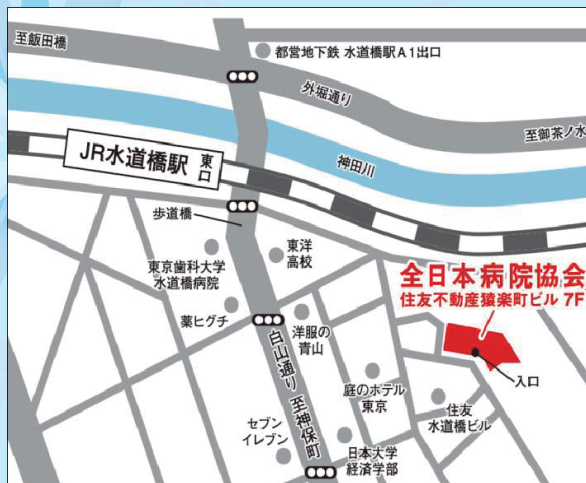 至飯田橋
都営地下鉄 水道橋駅A1出口
外堀通り
至御茶ノ水
JR水道橋駅
東口
神田川
歩道橋
東洋
高校
東京歯科大学
水道橋病院
全日本病院協会
住友不動産猿楽町ビル 7F
薬ヒグチ
洋服の
青山
白山通り 至神保町
入口
庭のホテル
東京
住友
水道橋ビル
セブン
イレブン
日本大学
経済学部